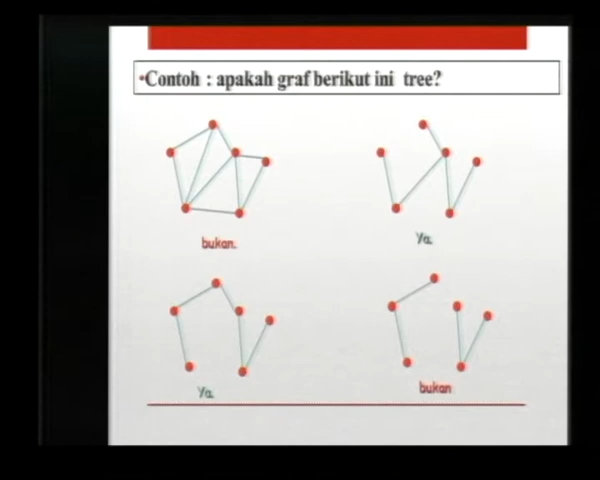 •Contoh : apakah graf berikut ini tree?
bukan.
Ya.
Ya.
bukan